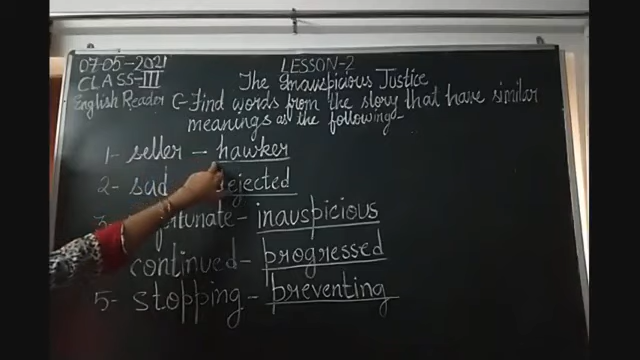 07-05-2021 LESSON-2
CLASS-III The Inauspicious Justice
English Reader C-Find words from the story that have similar
meanings as the following-
1- seller - hawker
2- sad
continued - progressed
inauspicious
5- stopping - preventing